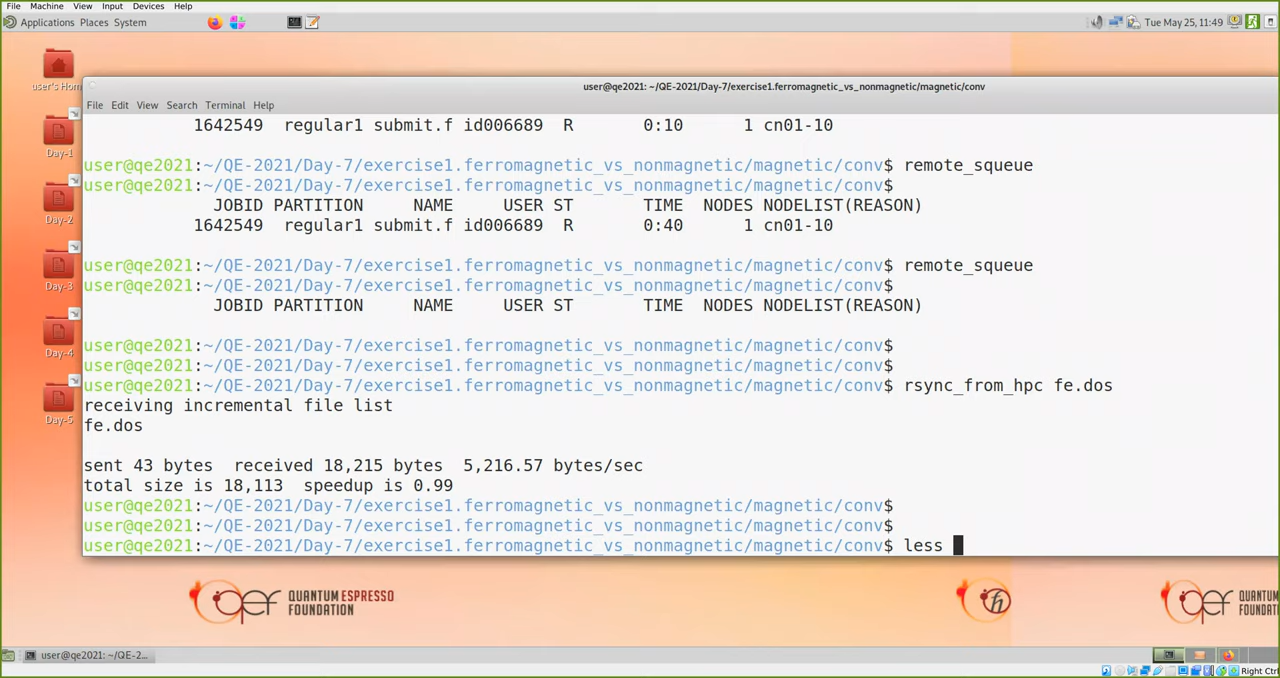 File Machine View Input Devices Help
Applications Places System
Tue May 25, 11:49
user's Hom
Day-1
Day-2
Day-3
Day-4
Day-5
user@qe2021: ~/QE-2021/Day-7/exercise1.ferromagnetic_vs_nonmagnetic/magnetic/conv
File Edit View Search Terminal Help
1642549 regular1 submit.f id006689 R 0:10 1 cn01-10
user@qe2021:~/QE-2021/Day-7/exercise1.ferromagnetic_vs_nonmagnetic/magnetic/conv$ remote_squeue
user@qe2021:~/QE-2021/Day-7/exercise1.ferromagnetic_vs_nonmagnetic/magnetic/conv$
JOBID PARTITION NAME USER ST TIME NODES NODELIST(REASON)
1642549 regular1 submit.f id006689 R 0:40 1 cn01-10
user@qe2021:~/QE-2021/Day-7/exercise1.ferromagnetic_vs_nonmagnetic/magnetic/conv$ remote_squeue
user@qe2021:~/QE-2021/Day-7/exercise1.ferromagnetic_vs_nonmagnetic/magnetic/conv$
JOBID PARTITION NAME USER ST TIME NODES NODELIST(REASON)
user@qe2021:~/QE-2021/Day-7/exercise1.ferromagnetic_vs_nonmagnetic/magnetic/conv$
user@qe2021:~/QE-2021/Day-7/exercise1.ferromagnetic_vs_nonmagnetic/magnetic/conv$
user@qe2021:~/QE-2021/Day-7/exercise1.ferromagnetic_vs_nonmagnetic/magnetic/conv$ rsync_from_hpc fe.dos
receiving incremental file list
fe.dos
sent 43 bytes received 18,215 bytes 5,216.57 bytes/sec
total size is 18,113 speedup is 0.99
user@qe2021:~/QE-2021/Day-7/exercise1.ferromagnetic_vs_nonmagnetic/magnetic/conv$
user@qe2021:~/QE-2021/Day-7/exercise1.ferromagnetic_vs_nonmagnetic/magnetic/conv$
user@qe2021:~/QE-2021/Day-7/exercise1.ferromagnetic_vs_nonmagnetic/magnetic/conv$ less
QUANTUM ESPRESSO
FOUNDATION
QUANTUM
FOUNDAT
user@qe2021: ~/QE-2...
Right Ctrl